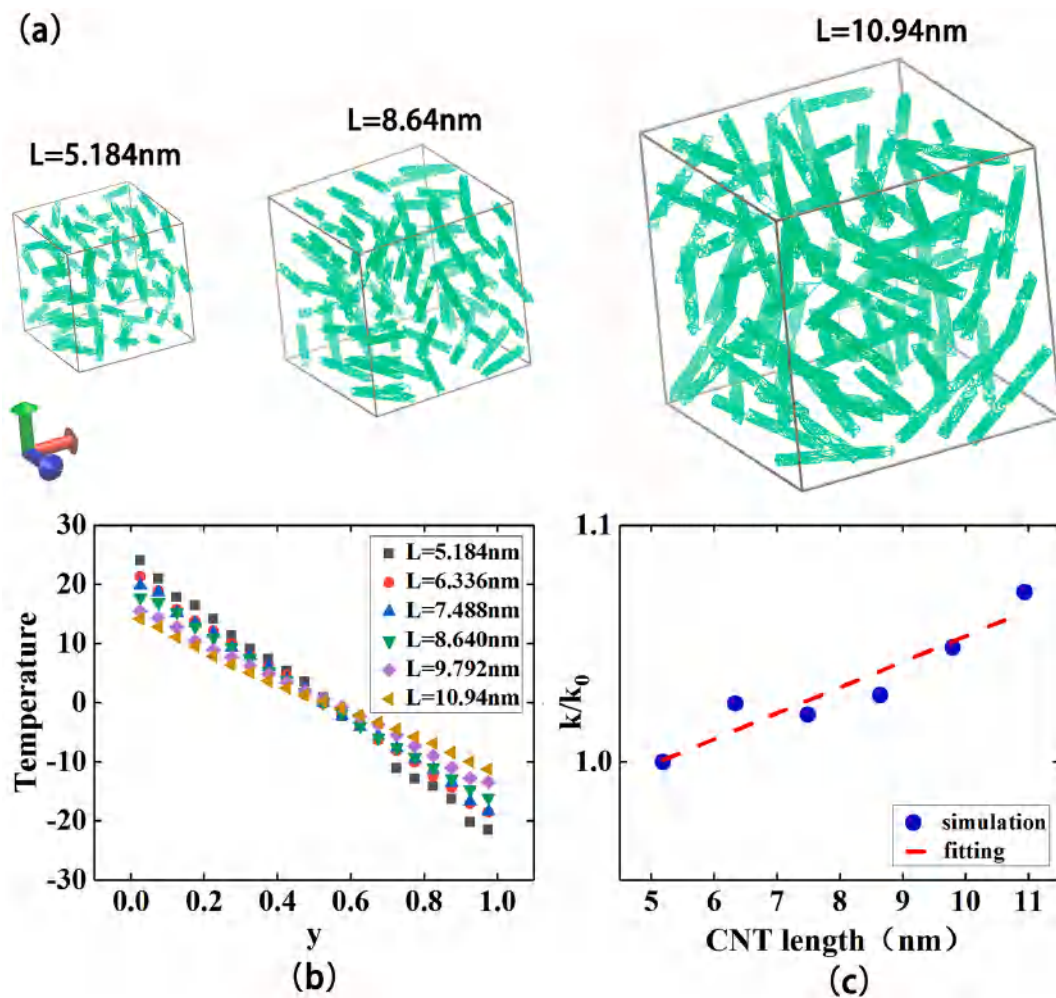 (a)
L=10.94nm
L=8.64nm
L=5.184nm
30
20
10
0
-10
-20
-30
Temperature
L=5.184nm
L=6.336nm
L=7.488nm
L=8.640nm
L=9.792nm
L=10.94nm
0.0 0.2 0.4 0.6 0.8 1.0
y
(b)
1.1
1.0
k/k₀
simulation
fitting
5 6 7 8 9 10 11
CNT length（nm）
(c)